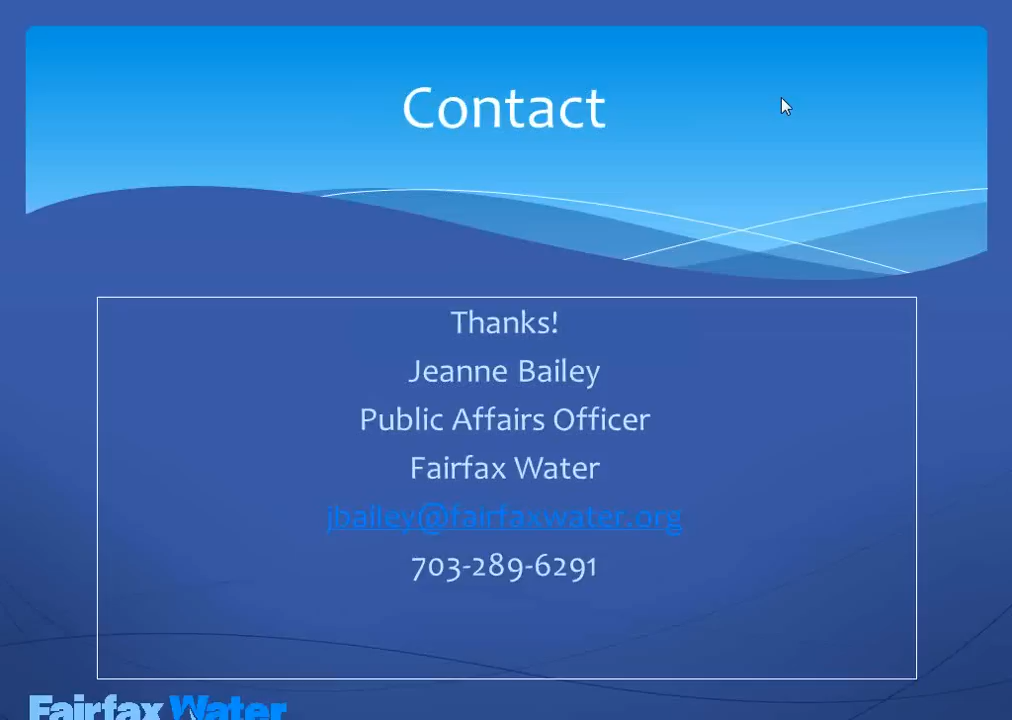 Contact
Thanks!
Jeanne Bailey
Public Affairs Officer
Fairfax Water
jbailey@fairfaxwater.org
703-289-6291
Fairfax Water